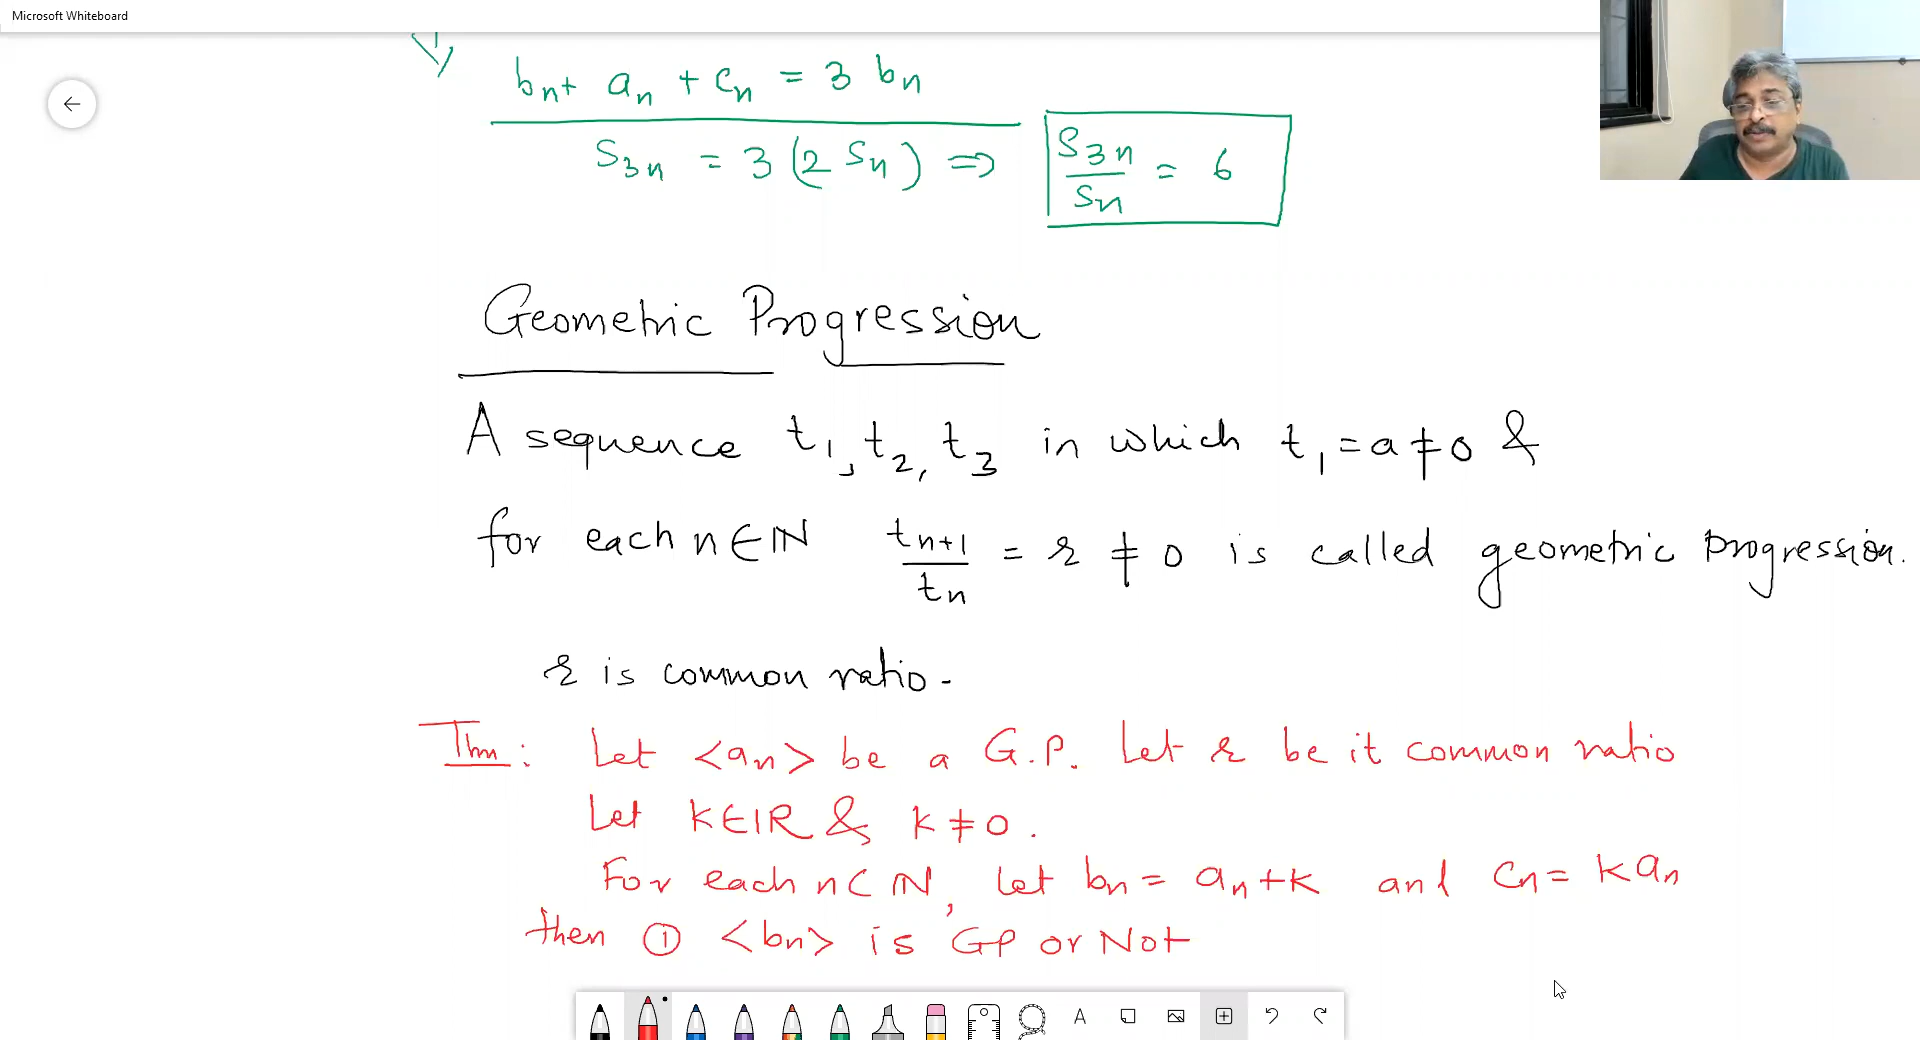 Microsoft Whiteboard
bn+ an + cn = 3 bn
S3n = 3 (2 Sn) ⇒ S3n/Sn = 6
Geometric Progression
A sequence t1, t2, t3 in which t1 = a ≠ 0 &
for each n ∈ ℕ tn+1/tn = r ≠ 0 is called geometric progression.
r is common ratio.
Thm: Let <an> be a G.P. Let r be it common ratio
Let k ∈ ℝ & k ≠ 0.
For each n ∈ ℕ, let bn = an + k and cn = k an
then ① <bn> is GP or Not
A